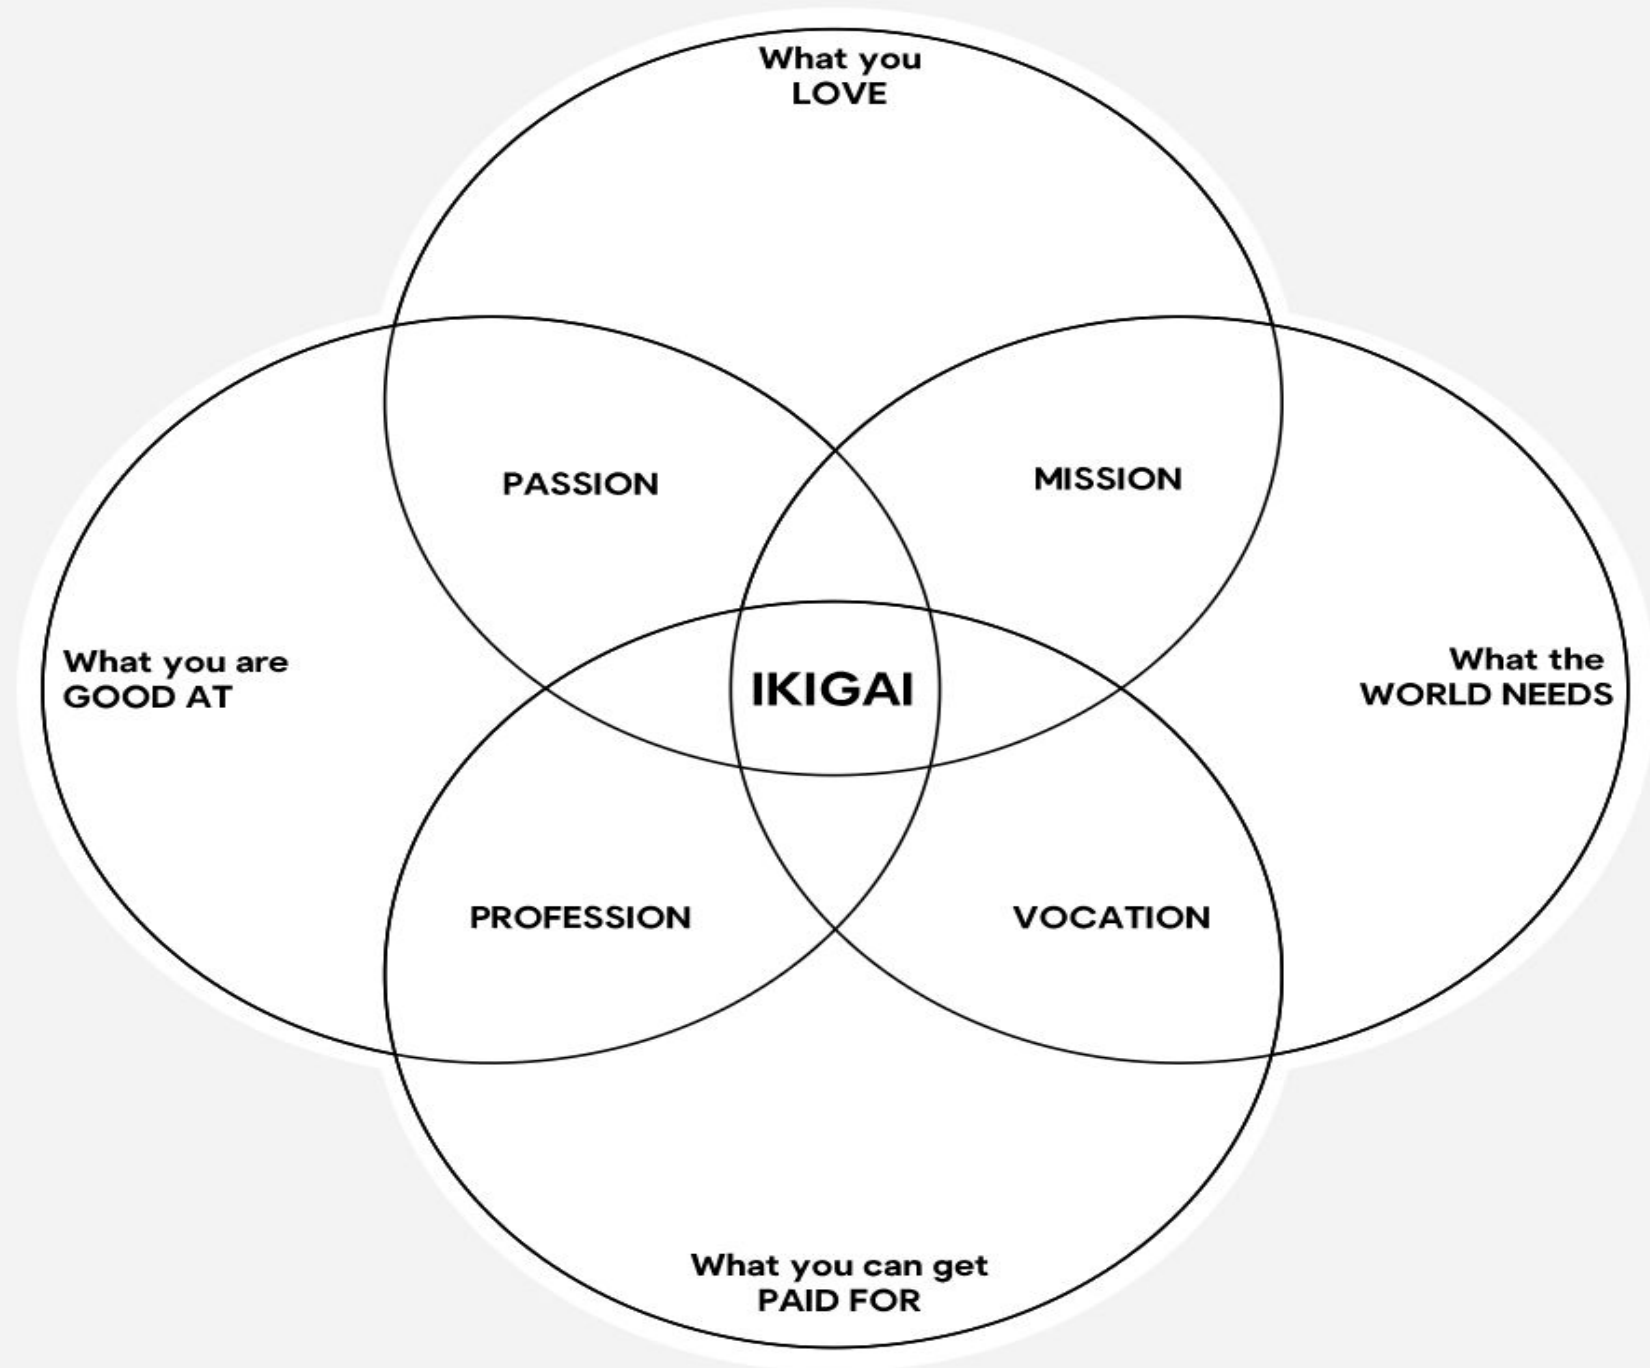 What you
LOVE
PASSION
MISSION
What you are
GOOD AT
IKIGAI
What the
WORLD NEEDS
PROFESSION
VOCATION
What you can get
PAID FOR